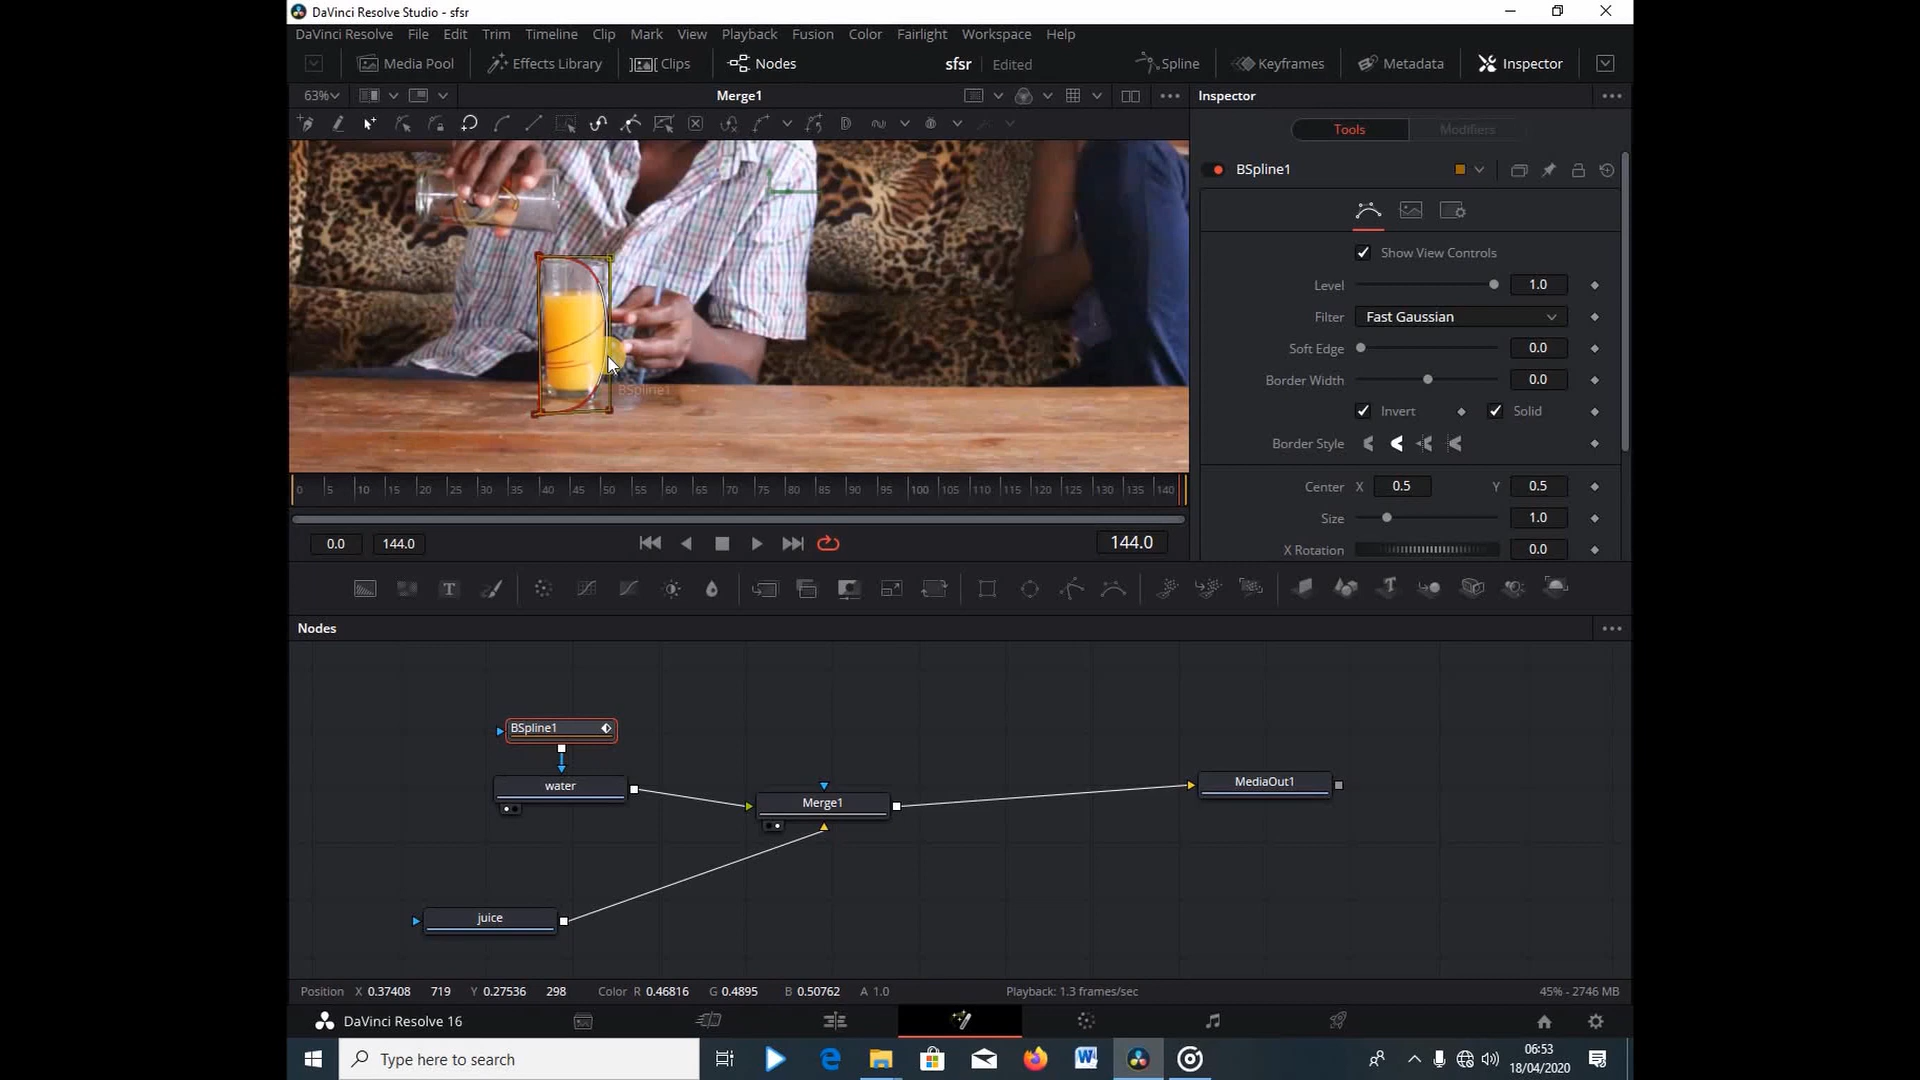 DaVinci Resolve Studio - sfsr
DaVinci Resolve File Edit Trim Timeline Clip Mark View Playback Fusion Color Fairlight Workspace Help
Media Pool Effects Library Clips Nodes sfsr Edited Spline Keyframes Metadata Inspector
63% Merge1 Inspector
Tools Modifiers
BSpline1
Show View Controls
Level 1.0
Filter Fast Gaussian
Soft Edge 0.0
Border Width 0.0
Invert Solid
Border Style
Center X 0.5 Y 0.5
Size 1.0
X Rotation 0.0
BSpline1
0 5 10 15 20 25 30 35 40 45 50 55 60 65 70 75 80 85 90 95 100 105 110 115 120 125 130 135 140
0.0 144.0 144.0
Nodes
BSpline1
water
Merge1
MediaOut1
juice
Position X 0.37408 719 Y 0.27536 298 Color R 0.46816 G 0.4895 B 0.50762 A 1.0 Playback: 1.3 frames/sec 45% - 2746 MB
DaVinci Resolve 16
Type here to search
06:53
18/04/2020